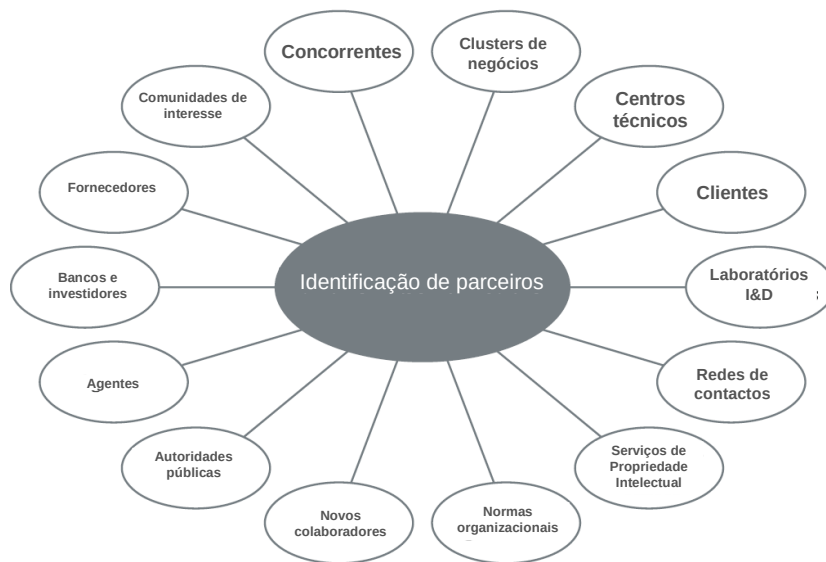 Concorrentes
Clusters de
negócios
Comunidades de
interesse
Centros
técnicos
Fornecedores
Clientes
Bancos e
investidores
Identificação de parceiros
Laboratórios
I&D
Agentes
Redes de
contactos
Autoridades
públicas
Serviços de
Propriedade
Intelectual
Novos
colaboradores
Normas
organizacionais